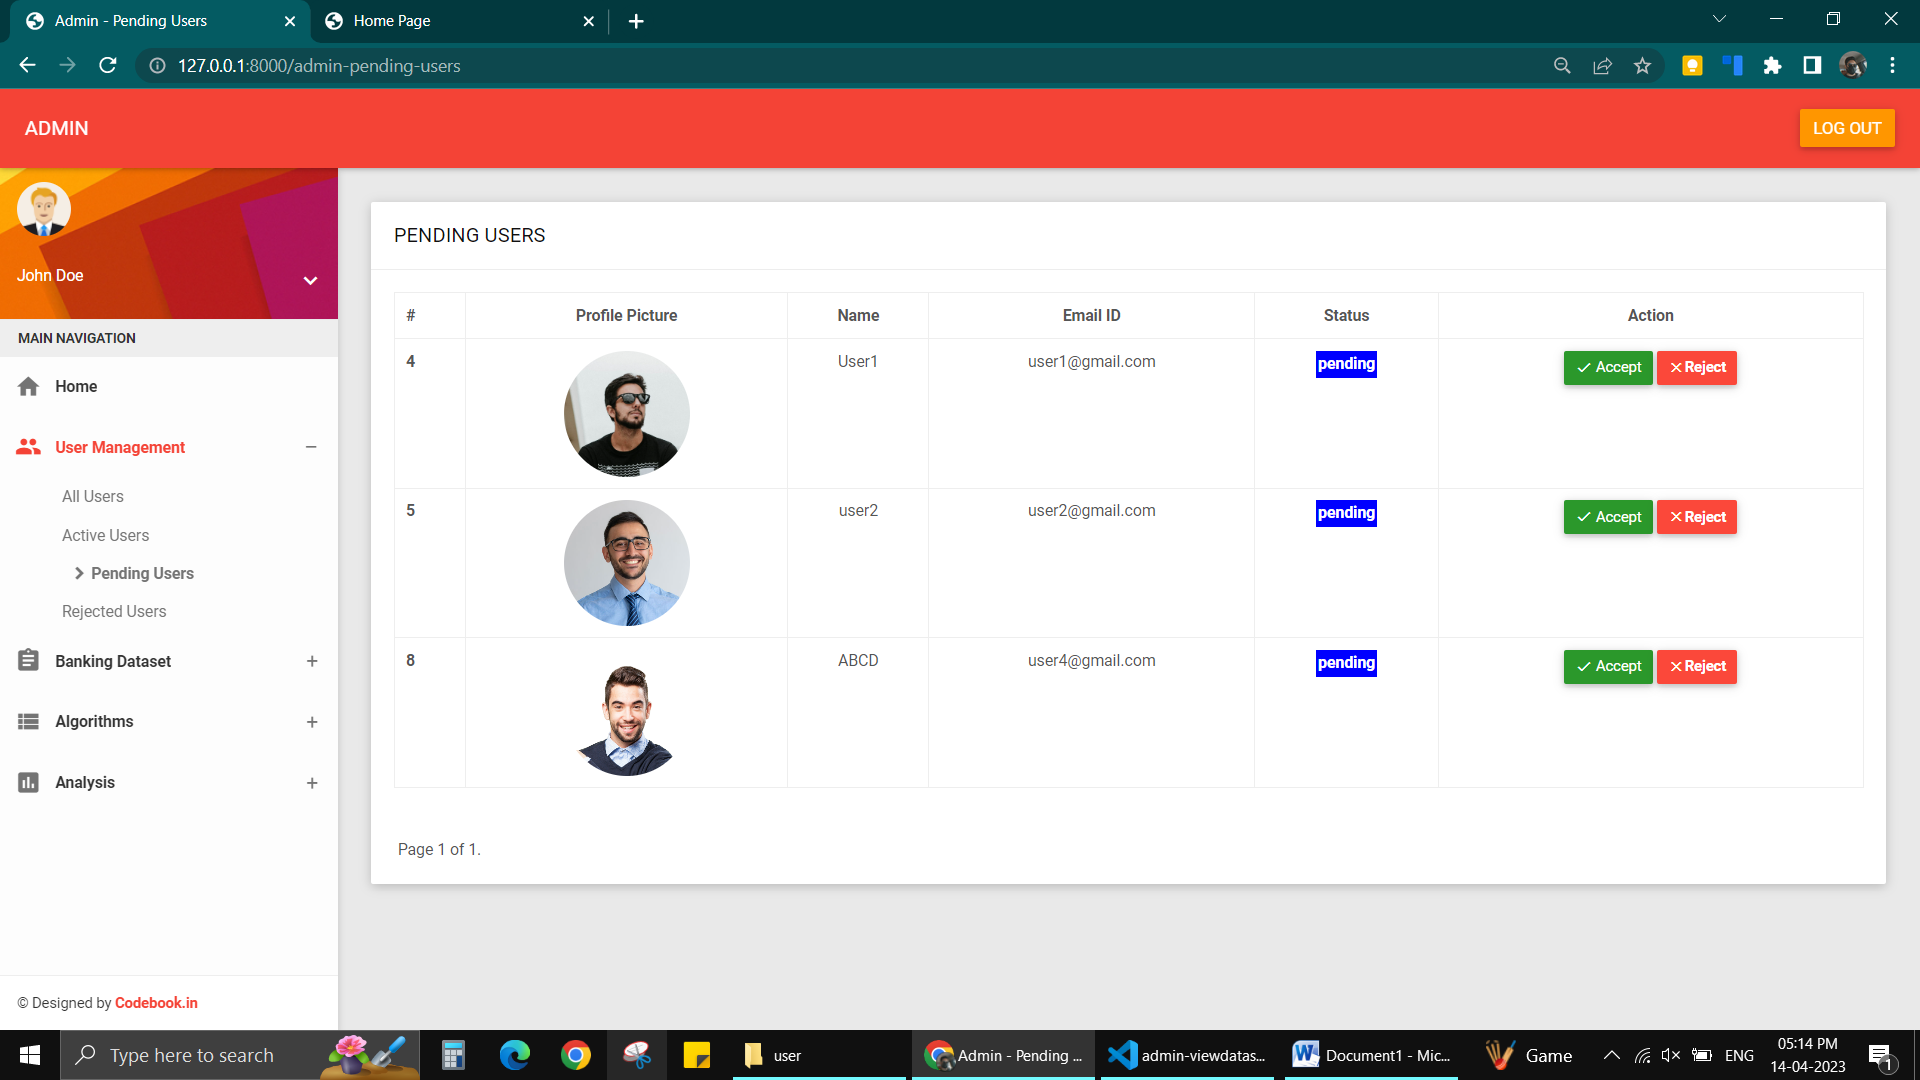 Admin - Pending Users
Home Page
127.0.0.1:8000/admin-pending-users
ADMIN
LOG OUT
John Doe
MAIN NAVIGATION
Home
User Management
All Users
Active Users
Pending Users
Rejected Users
Banking Dataset
Algorithms
Analysis
© Designed by Codebook.in
PENDING USERS
# Profile Picture Name Email ID Status Action
4 User1 user1@gmail.com pending Accept Reject
5 user2 user2@gmail.com pending Accept Reject
8 ABCD user4@gmail.com pending Accept Reject
Page 1 of 1.
Type here to search
user
Admin - Pending ...
admin-viewdatas...
Document1 - Mic...
Game
ENG
05:14 PM
14-04-2023
1